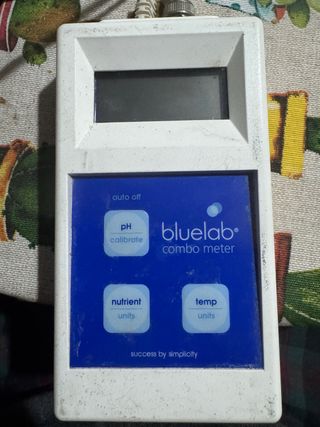 auto off
pH
calibrate
bluelab®
combo meter
nutrient
units
temp
units
success by simplicity